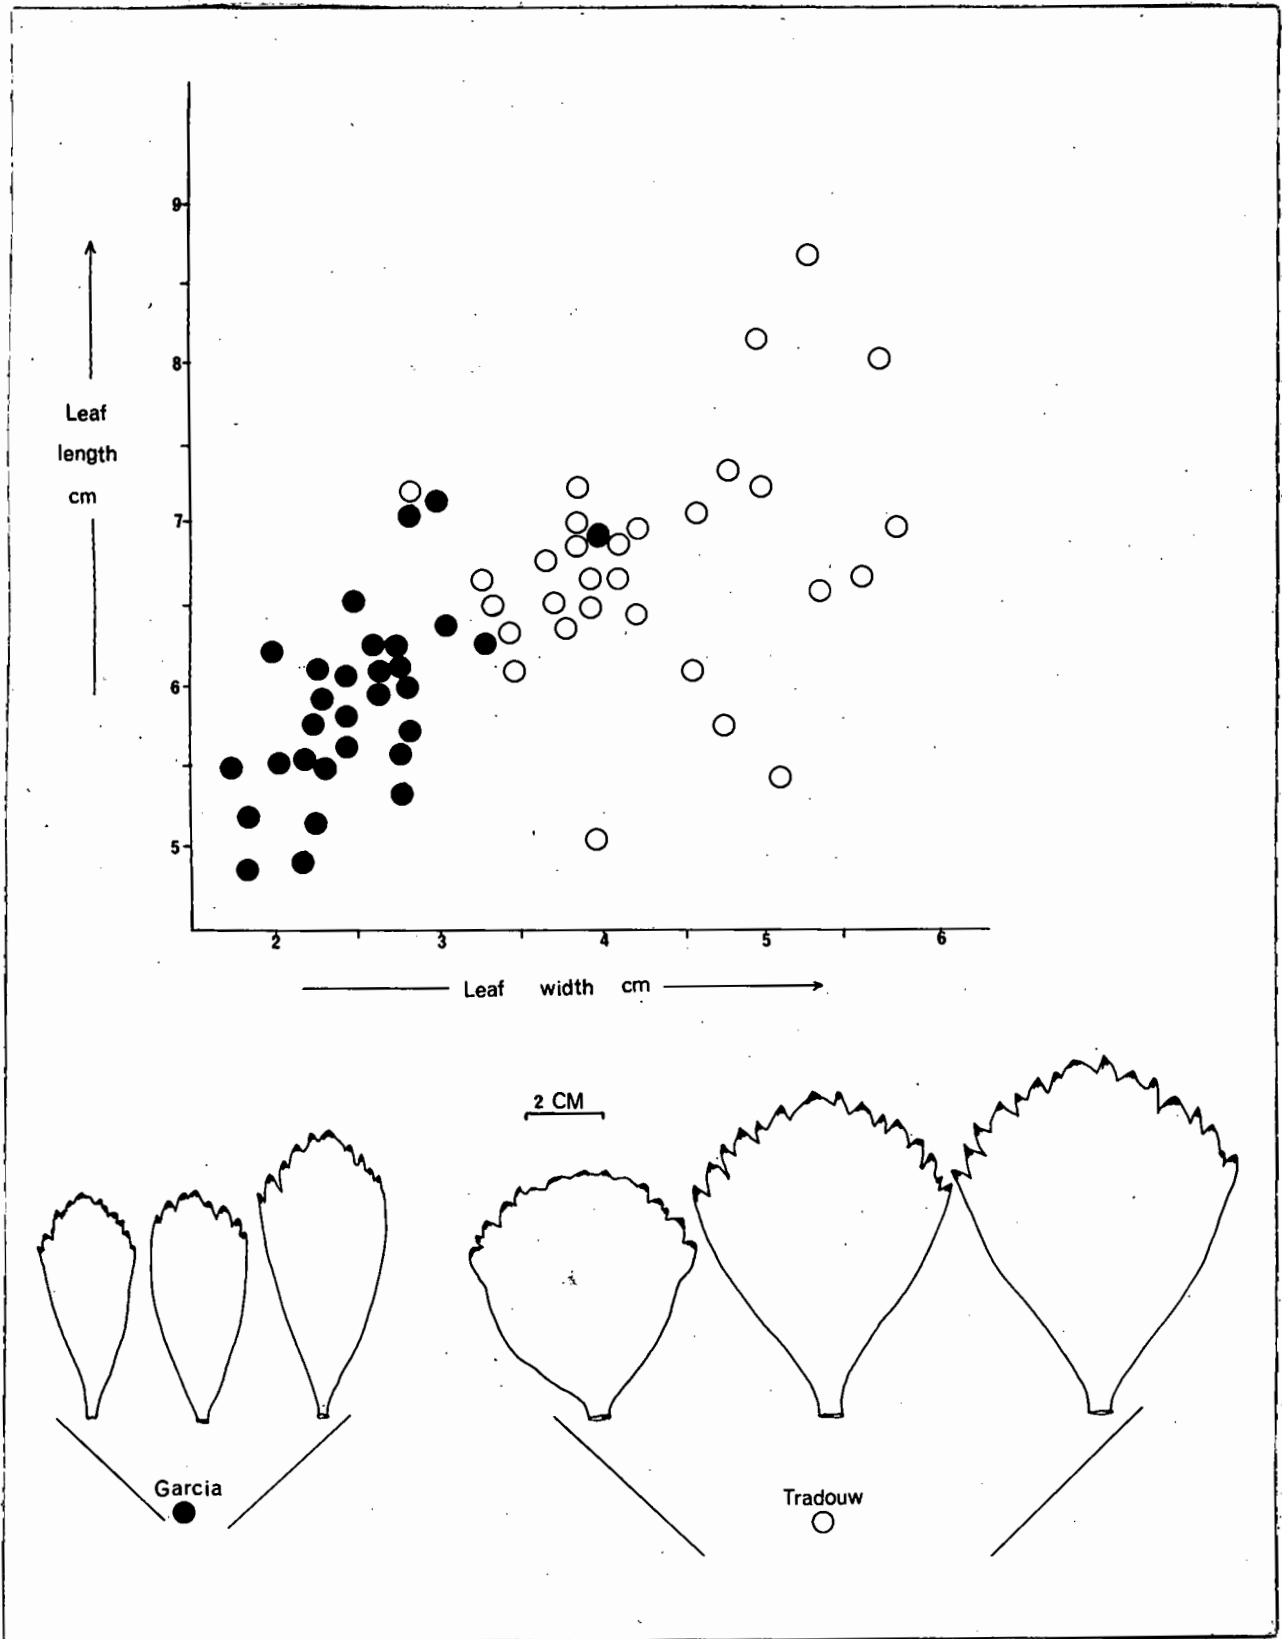 9
8
7
6
5
Leaf
length
cm
2 3 4 5 6
Leaf width cm
2 CM
Garcia
Tradouw